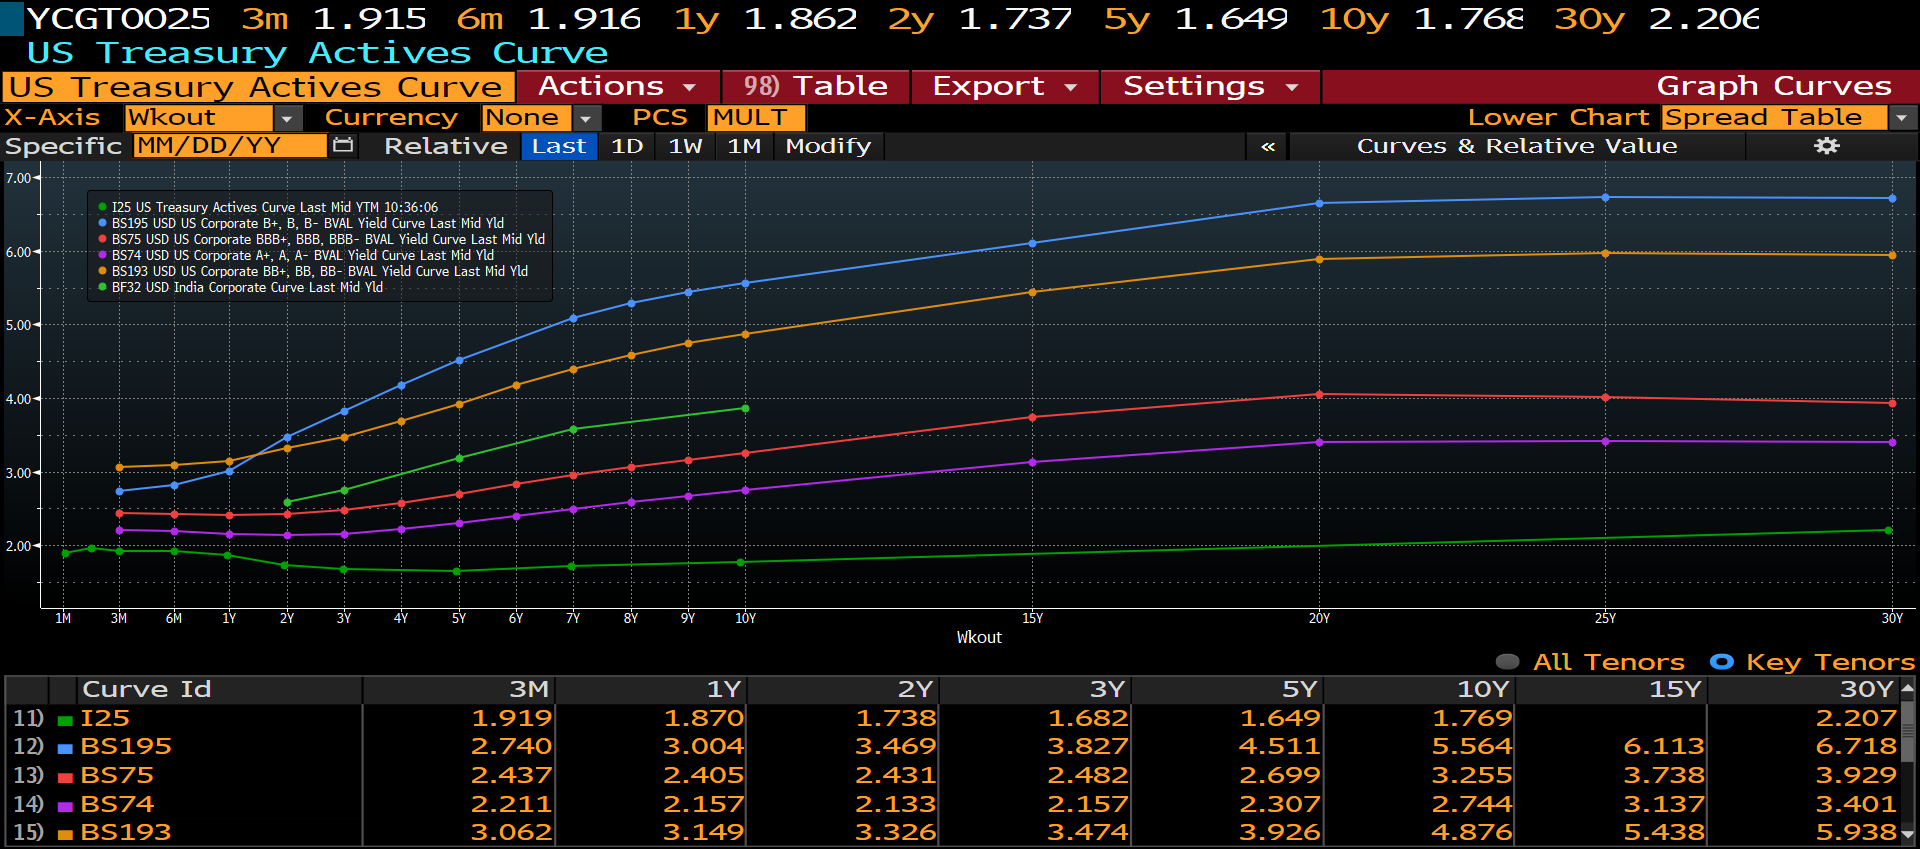 YCGT0025 3m 1.915 6m 1.916 1y 1.862 2y 1.737 5y 1.649 10y 1.768 30y 2.206
US Treasury Actives Curve
US Treasury Actives Curve Actions 98) Table Export Settings Graph Curves
X-Axis Wkout Currency None PCS MULT Lower Chart Spread Table
Specific MM/DD/YY Relative Last 1D 1W 1M Modify « Curves & Relative Value
7.00
I25 US Treasury Actives Curve Last Mid YTM 10:36:06
BS195 USD US Corporate B+, B, B- BVAL Yield Curve Last Mid Yld
BS75 USD US Corporate BBB+, BBB, BBB- BVAL Yield Curve Last Mid Yld
BS74 USD US Corporate A+, A, A- BVAL Yield Curve Last Mid Yld
BS193 USD US Corporate BB+, BB, BB- BVAL Yield Curve Last Mid Yld
BF32 USD India Corporate Curve Last Mid Yld
6.00
5.00
4.00
3.00
2.00
1M 3M 6M 1Y 2Y 3Y 4Y 5Y 6Y 7Y 8Y 9Y 10Y 15Y 20Y 25Y 30Y
Wkout
All Tenors Key Tenors
Curve Id 3M 1Y 2Y 3Y 5Y 10Y 15Y 30Y
11) I25 1.919 1.870 1.738 1.682 1.649 1.769 2.207
12) BS195 2.740 3.004 3.469 3.827 4.511 5.564 6.113 6.718
13) BS75 2.437 2.405 2.431 2.482 2.699 3.255 3.738 3.929
14) BS74 2.211 2.157 2.133 2.157 2.307 2.744 3.137 3.401
15) BS193 3.062 3.149 3.326 3.474 3.926 4.876 5.438 5.938